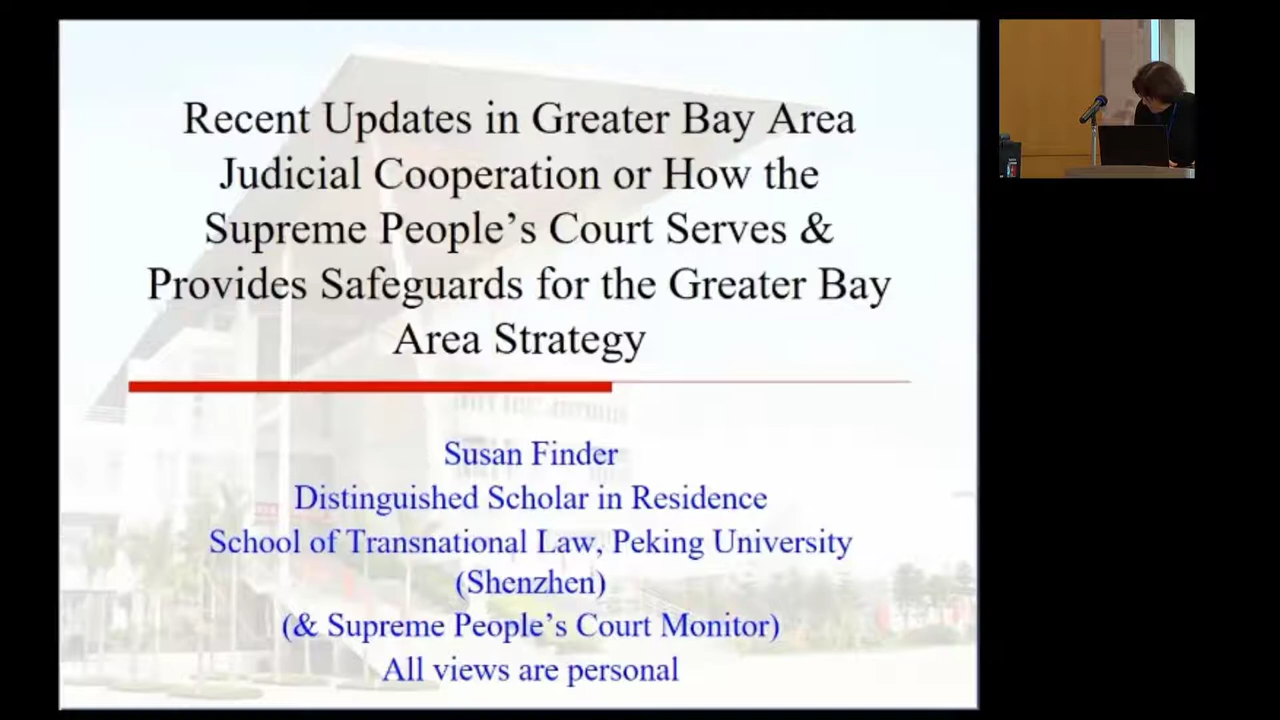 Recent Updates in Greater Bay Area
Judicial Cooperation or How the
Supreme People’s Court Serves &
Provides Safeguards for the Greater Bay
Area Strategy
Susan Finder
Distinguished Scholar in Residence
School of Transnational Law, Peking University
(Shenzhen)
(& Supreme People’s Court Monitor)
All views are personal